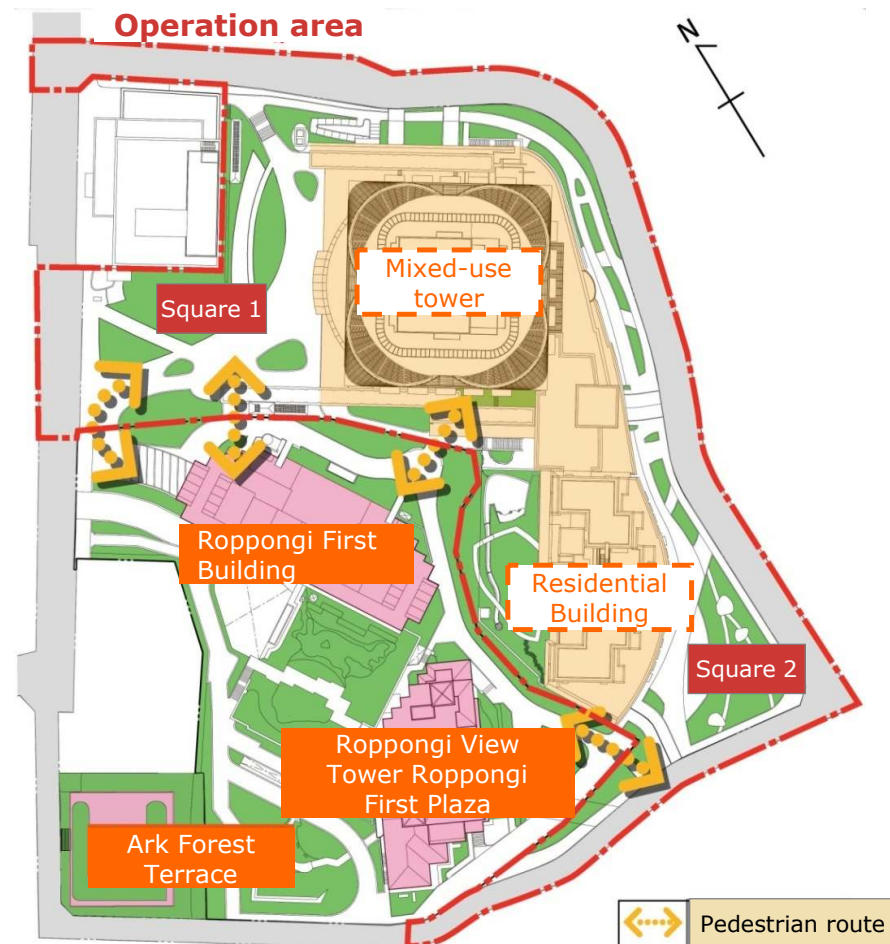 Operation area
N
Mixed-use
tower
Square 1
Roppongi First
Building
Residential
Building
Square 2
Roppongi View
Tower Roppongi
First Plaza
Ark Forest
Terrace
Pedestrian route